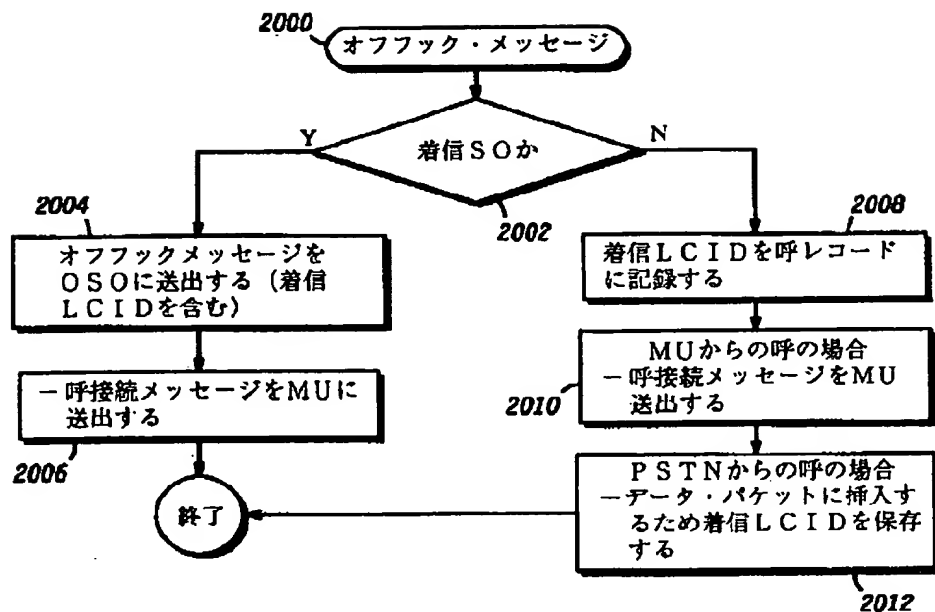 2000
オフフック・メッセージ
Y
N
着信SOか
2002
2004
オフフックメッセージを
OSOに送出する（着信
LCIDを含む）
2008
着信LCIDを呼レコード
に記録する
－呼接続メッセージをMUに
送出する
2006
MUからの呼の場合
－呼接続メッセージをMU
送出する
2010
終了
PSTNからの呼の場合
－データ・パケットに挿入す
るため着信LCIDを保存
する
2012